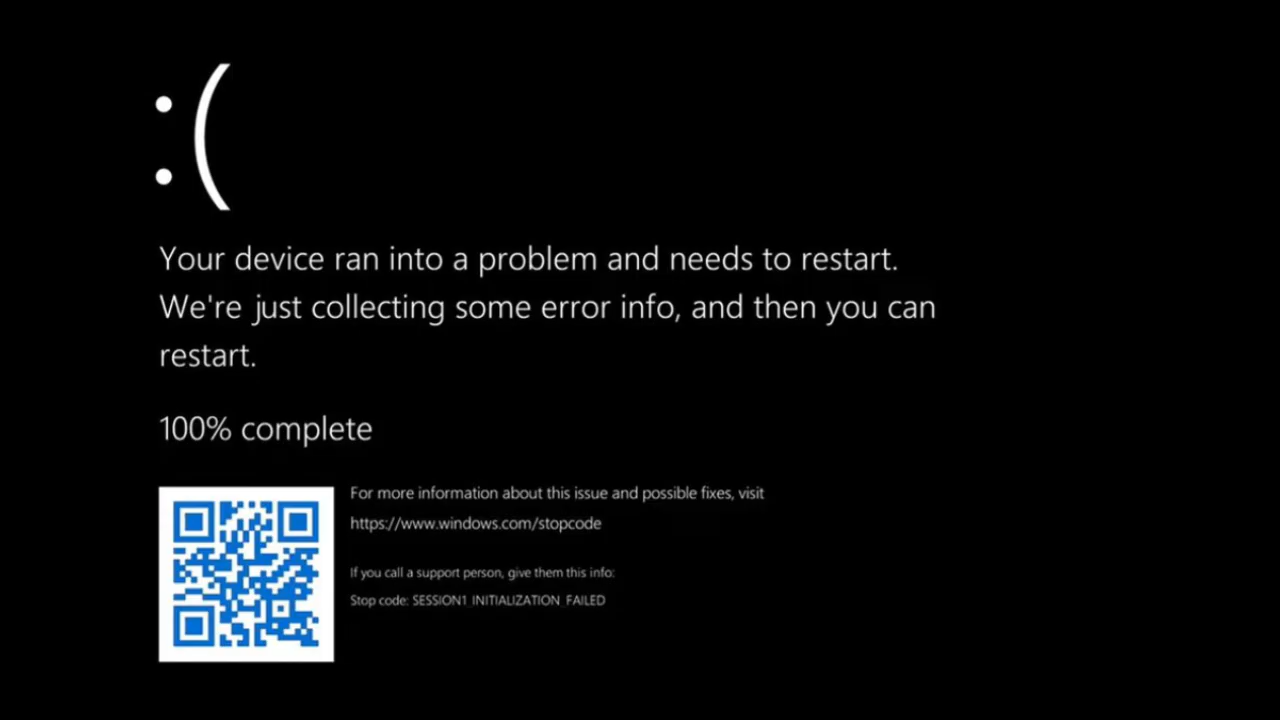 :(
Your device ran into a problem and needs to restart.
We're just collecting some error info, and then you can
restart.
100% complete
For more information about this issue and possible fixes, visit
https://www.windows.com/stopcode
If you call a support person, give them this info:
Stop code: SESSION1_INITIALIZATION_FAILED